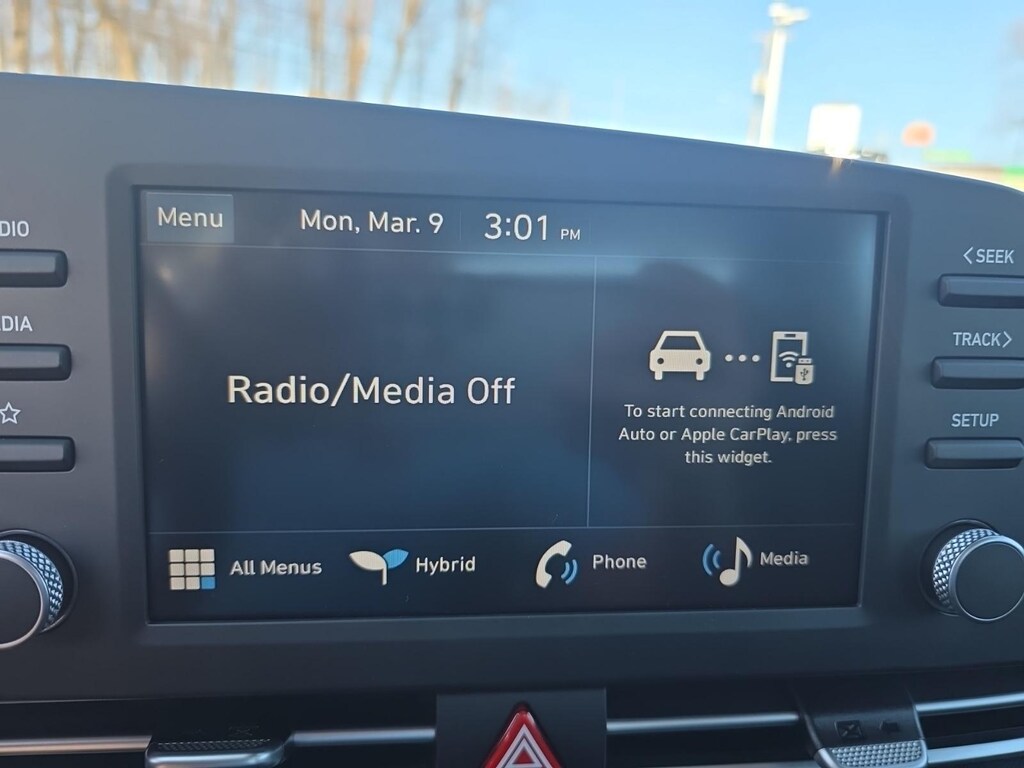 Menu
Mon, Mar. 9
3:01 PM
Radio/Media Off
To start connecting Android
Auto or Apple CarPlay, press
this widget.
All Menus
Hybrid
Phone
Media
DIO
DIA
<SEEK
TRACK>
SETUP